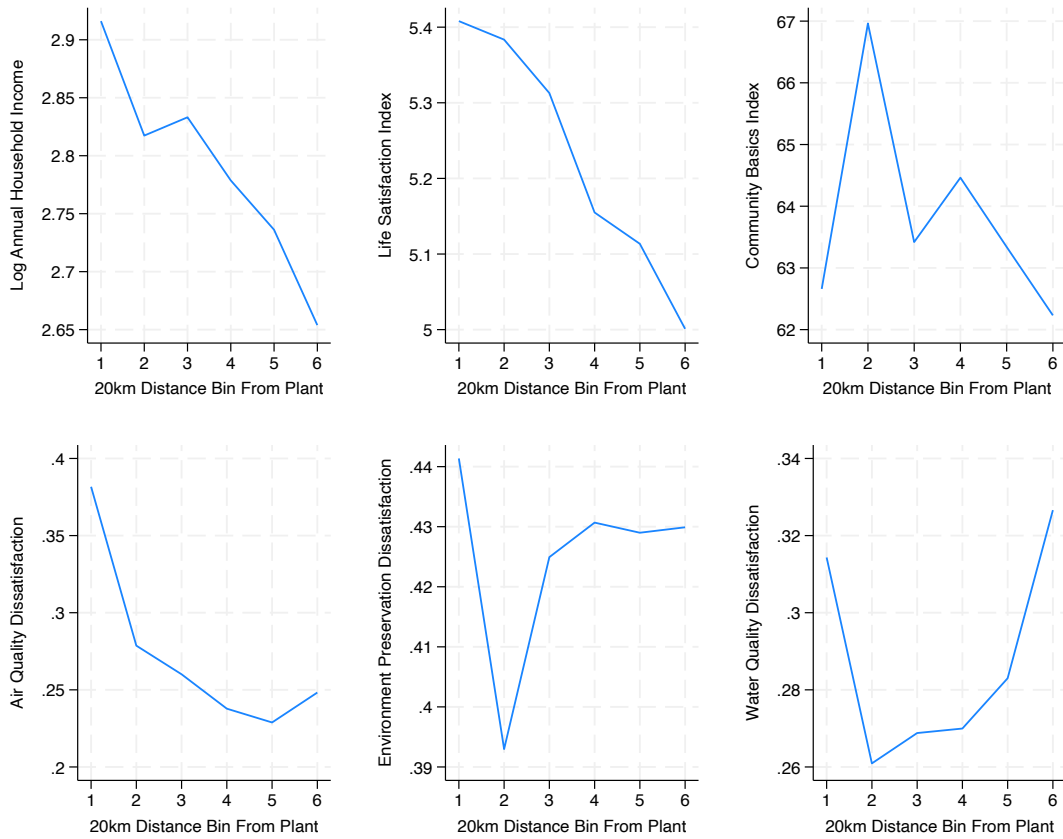 Log Annual Household Income
2.9
2.85
2.8
2.75
2.7
2.65
1 2 3 4 5 6
20km Distance Bin From Plant
Life Satisfaction Index
5.4
5.3
5.2
5.1
5
1 2 3 4 5 6
20km Distance Bin From Plant
Community Basics Index
67
66
65
64
63
62
1 2 3 4 5 6
20km Distance Bin From Plant
Air Quality Dissatisfaction
.4
.35
.3
.25
.2
1 2 3 4 5 6
20km Distance Bin From Plant
Environment Preservation Dissatisfaction
.44
.43
.42
.41
.4
.39
1 2 3 4 5 6
20km Distance Bin From Plant
Water Quality Dissatisfaction
.34
.32
.3
.28
.26
1 2 3 4 5 6
20km Distance Bin From Plant